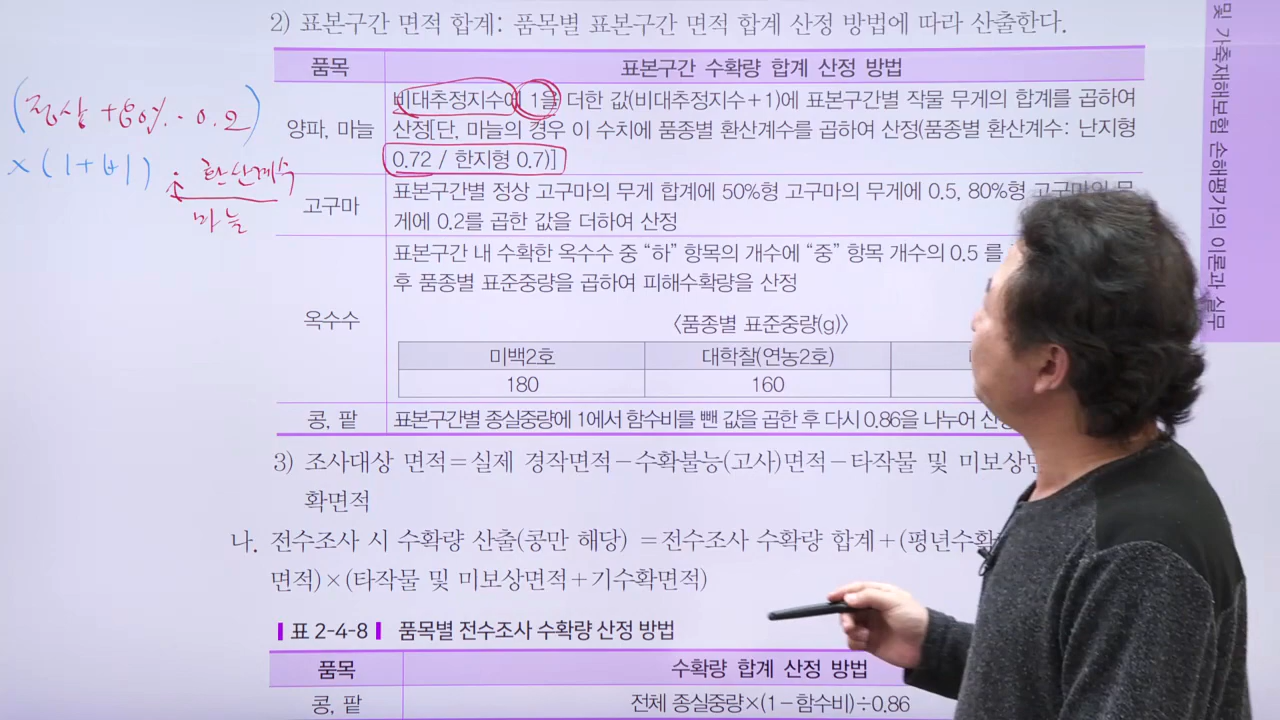 2) 표본구간 면적 합계: 품목별 표본구간 면적 합계 산정 방법에 따라 산출한다.
품목 표본구간 수확량 합계 산정 방법
양파, 마늘
비대추정지수에 1을 더한 값(비대추정지수+1)에 표본구간별 작물 무게의 합계를 곱하여
산정[단, 마늘의 경우 이 수치에 품종별 환산계수를 곱하여 산정(품종별 환산계수: 난지형
0.72 / 한지형 0.7)]
고구마
표본구간별 정상 고구마의 무게 합계에 50%형 고구마의 무게에 0.5, 80%형 고구마의 무
게에 0.2를 곱한 값을 더하여 산정
옥수수
표본구간 내 수확한 옥수수 중 “하” 항목의 개수에 “중” 항목 개수의 0.5 를
후 품종별 표준중량을 곱하여 피해수확량을 산정
<품종별 표준중량(g)>
미백2호 대학찰(연농2호)
180 160
콩, 팥 표본구간별 종실중량에 1에서 함수비를 뺀 값을 곱한 후 다시 0.86을 나누어
3) 조사대상 면적=실제 경작면적-수확불능(고사)면적-타작물 및 미보상면
확면적
나. 전수조사 시 수확량 산출(콩만 해당) =전수조사 수확량 합계+(평년수확
면적)×(타작물 및 미보상면적+기수확면적)
표 2-4-8 품목별 전수조사 수확량 산정 방법
품목 수확량 합계 산정 방법
콩, 팥 전체 종실중량×(1-함수비)÷0.86
(정상 + 80%. 0.2)
×(1+비) · 환산계수
마늘
및 가축재해보험 손해평가의 이론과 실무